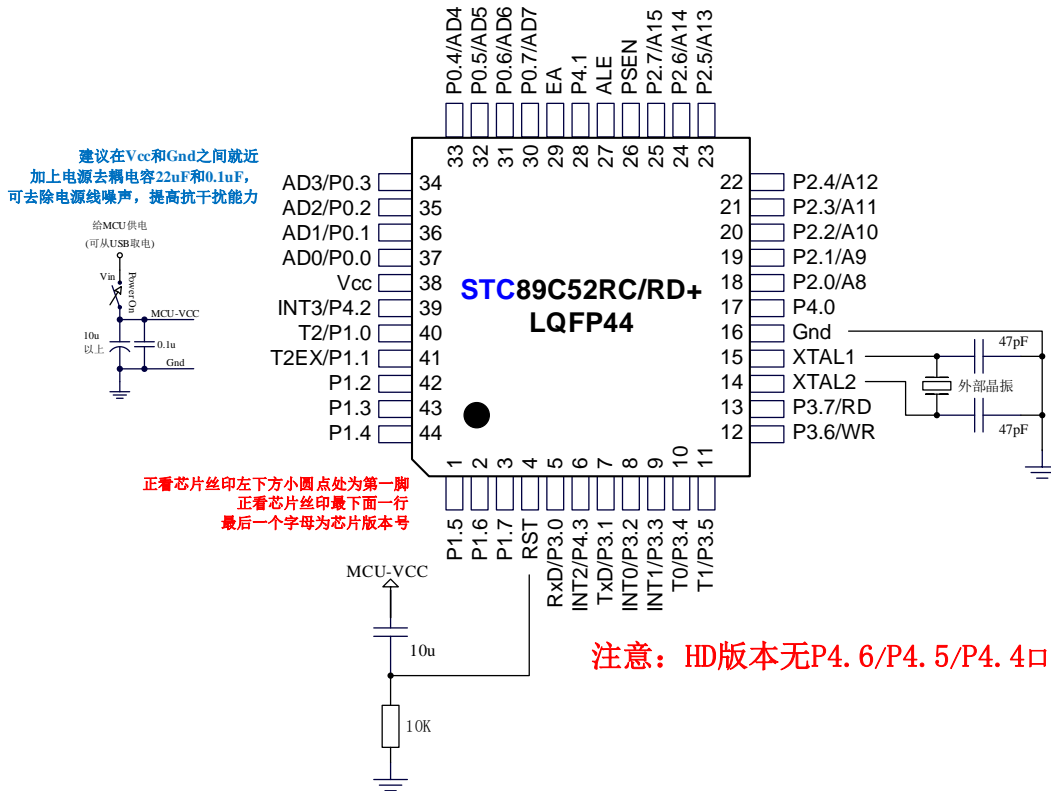 P0.4/AD4
P0.5/AD5
P0.6/AD6
P0.7/AD7
EA
P4.1
ALE
PSEN
P2.7/A15
P2.6/A14
P2.5/A13
33
32
31
30
29
28
27
26
25
24
23
建议在Vcc和Gnd之间就近
加上电源去耦电容22uF和0.1uF，
可去除电源线噪声，提高抗干扰能力
给MCU供电
(可从USB取电)
Vin
Power On
MCU-VCC
10u
以上
0.1u
Gnd
AD3/P0.3 34
AD2/P0.2 35
AD1/P0.1 36
AD0/P0.0 37
Vcc 38
INT3/P4.2 39
T2/P1.0 40
T2EX/P1.1 41
P1.2 42
P1.3 43
P1.4 44
STC89C52RC/RD+
LQFP44
22 P2.4/A12
21 P2.3/A11
20 P2.2/A10
19 P2.1/A9
18 P2.0/A8
17 P4.0
16 Gnd
15 XTAL1
14 XTAL2
13 P3.7/RD
12 P3.6/WR
47pF
外部晶振
47pF
正看芯片丝印左下方小圆点处为第一脚
正看芯片丝印最下面一行
最后一个字母为芯片版本号
1
2
3
4
5
6
7
8
9
10
11
P1.5
P1.6
P1.7
RST
RxD/P3.0
INT2/P4.3
TxD/P3.1
INT0/P3.2
INT1/P3.3
T0/P3.4
T1/P3.5
MCU-VCC
10u
10K
注意：HD版本无P4.6/P4.5/P4.4口